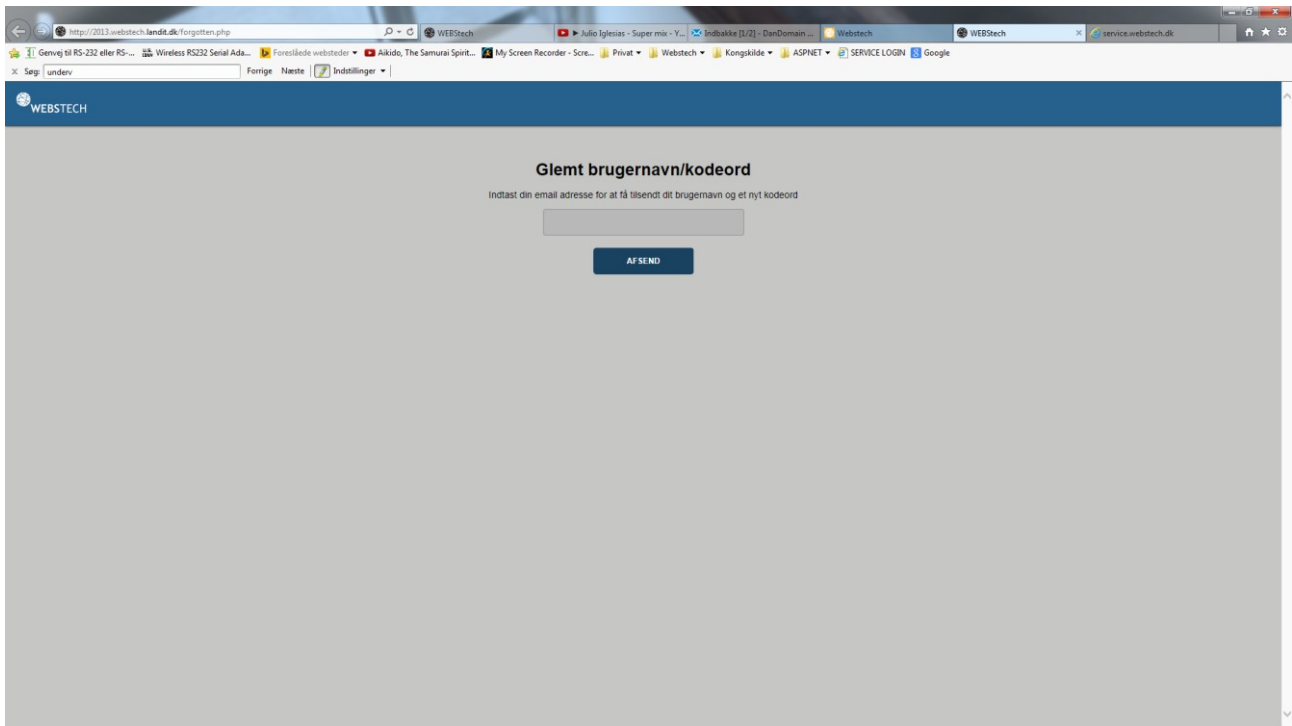 http://2013.webstech.landit.dk/forgotten.php
WEBStech
Julio Iglesias - Super mix - Y...
Indbakke (1/2) - DanDomain ...
Webstech
WEBStech
service.webstech.dk
Genvej til RS-232 eller RS-...
Wireless RS232 Serial Ada...
Foreslåede websteder
Aikido, The Samurai Spirit...
My Screen Recorder - Scre...
Privat
Webstech
Kongskilde
ASPNET
SERVICE LOGIN
Google
x Søg: underv
Forrige
Næste
Indstillinger
WEBSTECH
Glemt brugernavn/kodeord
Indtast din email adresse for at få tilsendt dit brugernavn og et nyt kodeord
AFSEND